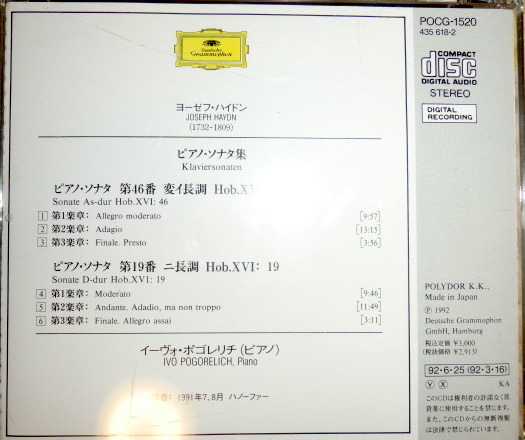 POCG-1520
435 618-2
Deutsche
Grammophon
COMPACT
disc
DIGITAL AUDIO
STEREO
DIGITAL
RECORDING
ヨーゼフ・ハイドン
JOSEPH HAYDN
(1732-1809)
ピアノ・ソナタ集
Klaviersonaten
ピアノ・ソナタ 第46番 変イ長調 Hob.XV
Sonate As-dur Hob.XVI: 46
1 第1楽章: Allegro moderato [9:57]
2 第2楽章: Adagio [13:15]
3 第3楽章: Finale. Presto [3:56]
ピアノ・ソナタ 第19番 ニ長調 Hob.XVI: 19
Sonate D-dur Hob.XVI: 19
4 第1楽章: Moderato [9:46]
5 第2楽章: Andante. Adadio, ma non troppo [11:49]
6 第3楽章: Finale. Allegro assai [3:11]
イーヴォ・ポゴレリチ(ピアノ)
IVO POGORELICH, Piano
音: 1991年7、8月 ハノーファー
POLYDOR K.K.,
Made in Japan
Ⓟ 1992
Deutsche Grammophon
GmbH, Hamburg
税込価格 ¥3,000
(税抜価格 ¥2,913)
92・6・25 (92・3・16)
Y X KA
このCDは権利者の許諾なく賃
貸業に使用することを禁じます。
また、このCDからの無断複製
は法律で禁じられています。